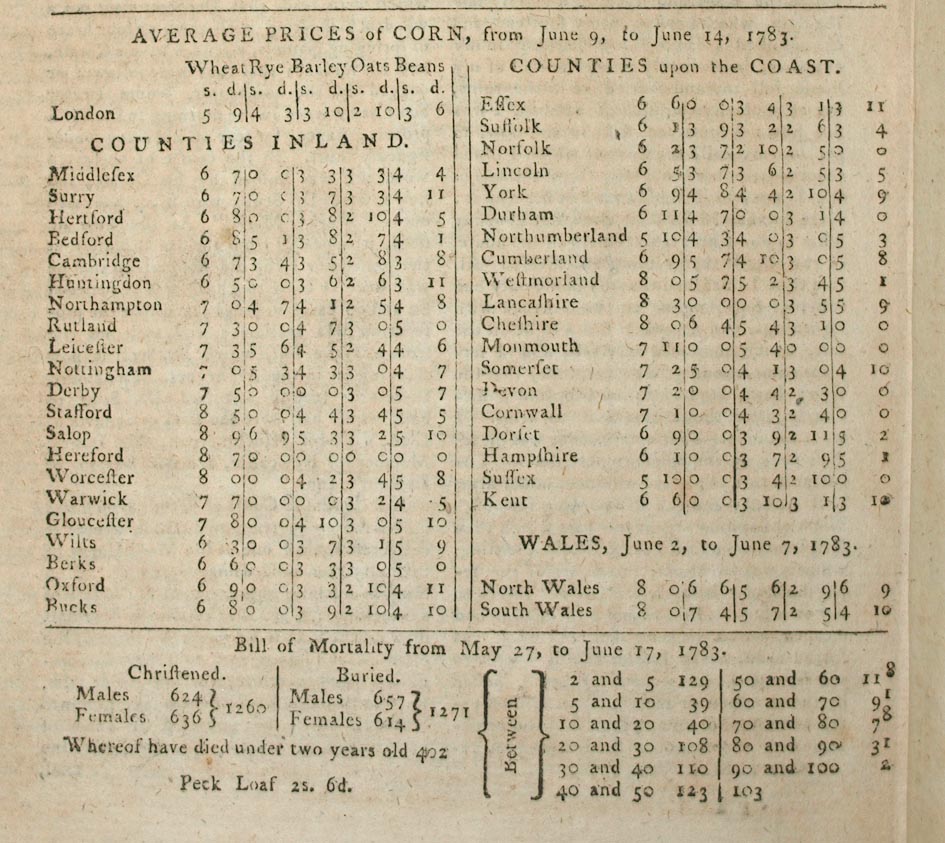 AVERAGE PRICES of CORN, from June 9, to June 14, 1783.
Wheat Rye Barley Oats Beans
s. d.|s. d.|s. d.|s. d.|s. d.
London 5 9|4 3|3 10|2 10|3 6
COUNTIES INLAND.
Middlesex 6 7|0 0|3 3|3 3|4 4
Surry 6 7|0 0|3 7|3 3|4 11
Hertford 6 8|0 0|3 8|2 10|4 5
Bedford 6 8|5 1|3 8|2 7|4 1
Cambridge 6 7|3 4|3 5|2 8|3 8
Huntingdon 6 5|0 0|3 6|2 6|3 11
Northampton 7 0|4 7|4 1|2 5|4 8
Rutland 7 3|0 0|4 7|3 0|5 0
Leicester 7 3|5 6|4 5|2 4|4 6
Nottingham 7 0|5 3|4 3|3 0|4 7
Derby 7 5|0 0|0 0|3 0|5 7
Stafford 8 5|0 0|4 4|3 4|5 5
Salop 8 9|6 9|5 3|3 2|5 10
Hereford 8 7|0 0|0 0|0 0|0 0
Worcester 8 0|0 0|4 2|3 4|5 8
Warwick 7 7|0 0|0 0|3 2|4 5
Gloucester 7 8|0 0|4 10|3 0|5 10
Wilts 6 3|0 0|3 7|3 1|5 9
Berks 6 6|0 0|3 3|3 0|5 0
Oxford 6 9|0 0|3 3|2 10|4 11
Bucks 6 8|0 0|3 9|2 10|4 10
COUNTIES upon the COAST.
Essex 6 6|0 0|3 4|3 1|3 11
Suffolk 6 1|3 9|3 2|2 6|3 4
Norfolk 6 2|3 7|2 10|2 5|0 0
Lincoln 6 5|3 7|3 6|2 5|3 5
York 6 9|4 8|4 4|2 10|4 9
Durham 6 11|4 7|0 0|3 1|4 0
Northumberland 5 10|4 3|4 0|3 0|5 3
Cumberland 6 9|5 7|4 10|3 0|5 8
Westmorland 8 0|5 7|5 2|3 4|5 1
Lancashire 8 3|0 0|0 0|3 5|5 9
Cheshire 8 0|6 4|5 4|3 1|0 0
Monmouth 7 11|0 0|5 4|0 0|0 0
Somerset 7 2|5 0|4 1|3 0|4 10
Devon 7 2|0 0|4 4|2 3|0 6
Cornwall 7 1|0 0|4 3|2 4|0 0
Dorset 6 9|0 0|3 9|2 11|5 2
Hampshire 6 1|0 0|3 7|2 9|5 1
Sussex 5 10|0 0|3 4|2 10|0 0
Kent 6 6|0 0|3 10|3 1|3 10
WALES, June 2, to June 7, 1783.
North Wales 8 0|6 6|5 6|2 9|6 9
South Wales 8 0|7 4|5 7|2 5|4 10
Bill of Mortality from May 27, to June 17, 1783.
Christened.
Males 624 } 1260
Females 636
Buried.
Males 657 } 1271
Females 614
Whereof have died under two years old 402
Peck Loaf 2s. 6d.
Between
2 and 5 129
5 and 10 39
10 and 20 40
20 and 30 108
30 and 40 110
40 and 50 123
50 and 60 118
60 and 70 91
70 and 80 78
80 and 90 31
90 and 100 2
103